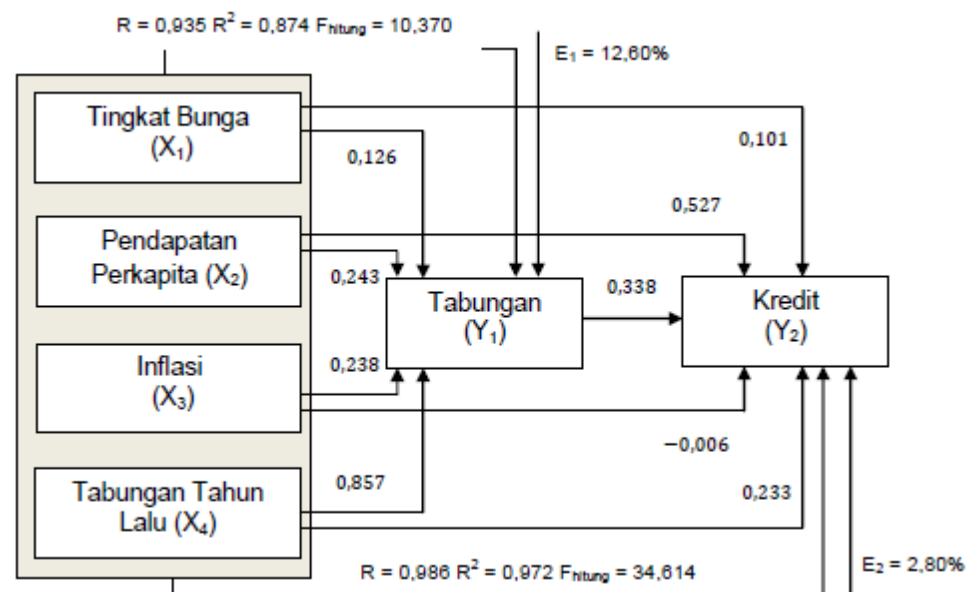 R = 0,935 R² = 0,874 Fhitung = 10,370
E₁ = 12,60%
Tingkat Bunga
(X₁)
0,126
0,101
0,527
Pendapatan
Perkapita (X₂)
0,243
Tabungan
(Y₁)
0,338
Kredit
(Y₂)
Inflasi
(X₃)
0,238
−0,006
Tabungan Tahun
Lalu (X₄)
0,857
0,233
R = 0,986 R² = 0,972 Fhitung = 34,614
E₂ = 2,80%